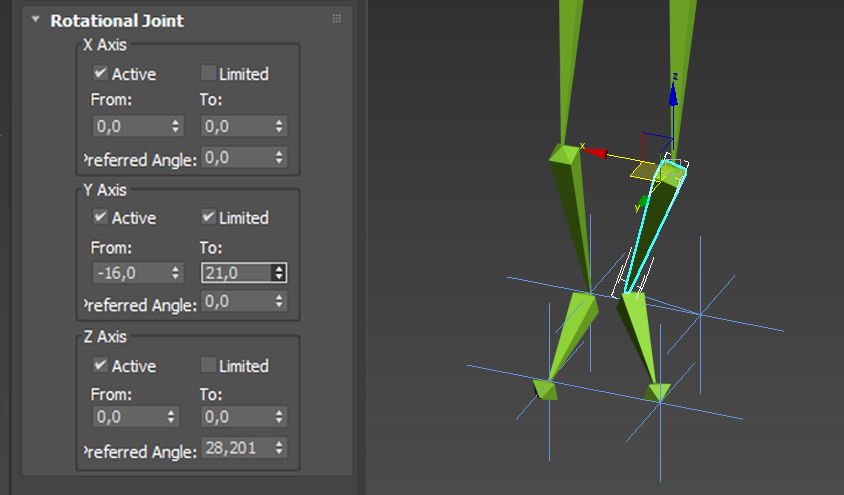 Rotational Joint
X Axis
Active Limited
From: To:
0,0 0,0
Preferred Angle: 0,0
Y Axis
Active Limited
From: To:
-16,0 21,0
Preferred Angle: 0,0
Z Axis
Active Limited
From: To:
0,0 0,0
Preferred Angle: 28,201
z
x
y